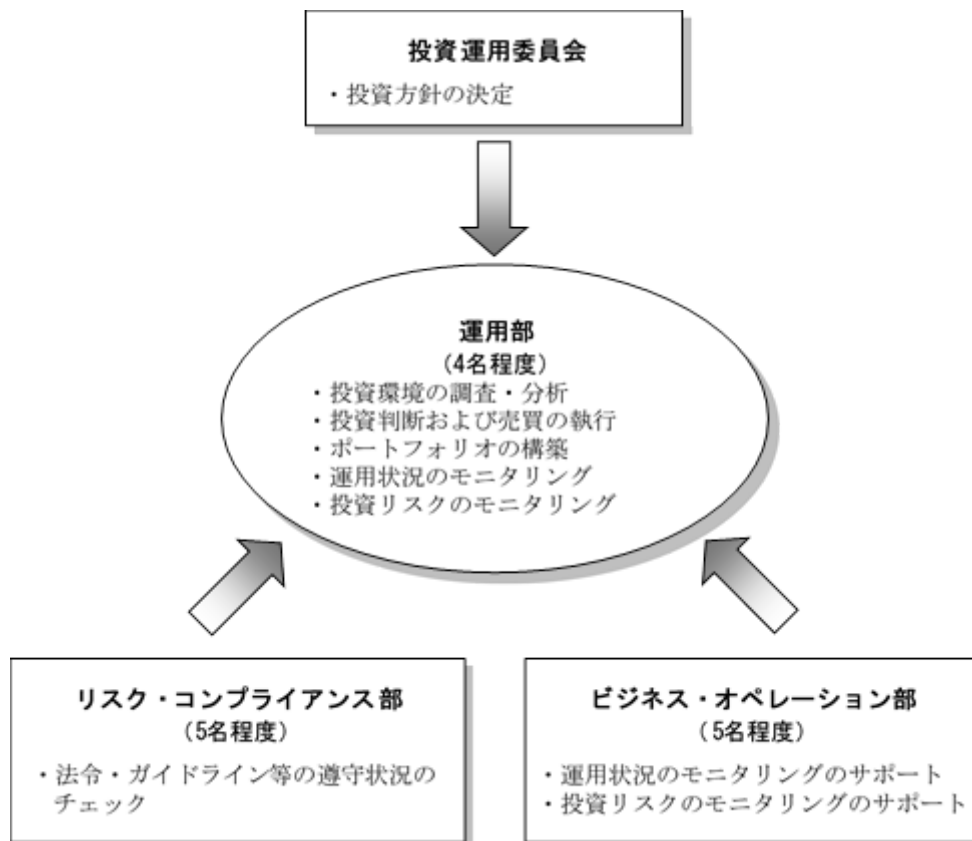 投資運用委員会
・投資方針の決定
運用部
（4名程度）
・投資環境の調査・分析
・投資判断および売買の執行
・ポートフォリオの構築
・運用状況のモニタリング
・投資リスクのモニタリング
リスク・コンプライアンス部
（5名程度）
・法令・ガイドライン等の遵守状況の
チェック
ビジネス・オペレーション部
（5名程度）
・運用状況のモニタリングのサポート
・投資リスクのモニタリングのサポート